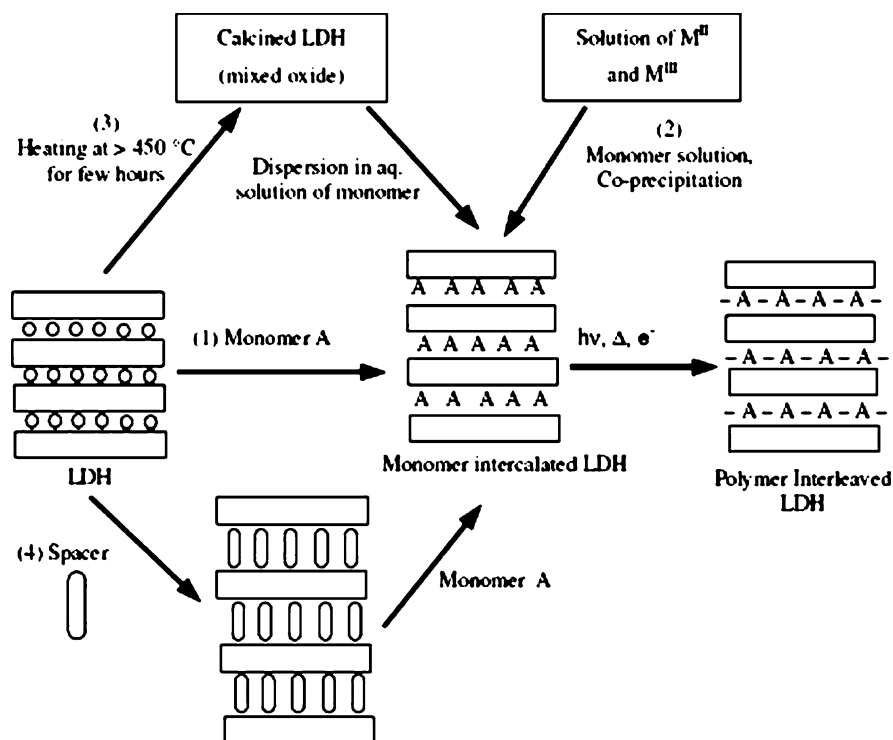 Calcined LDH
(mixed oxide)
Solution of M^II
and M^III
(3)
Heating at > 450 °C
for few hours
Dispersion in aq.
solution of monomer
(2)
Monomer solution,
Co-precipitation
A A A A A
(1) Monomer A
A A A A A
A A A A A
hν, Δ, e⁻
– A – A – A – A –
– A – A – A – A –
– A – A – A – A –
LDH
Monomer intercalated LDH
Polymer Interleaved
LDH
(4) Spacer
Monomer A